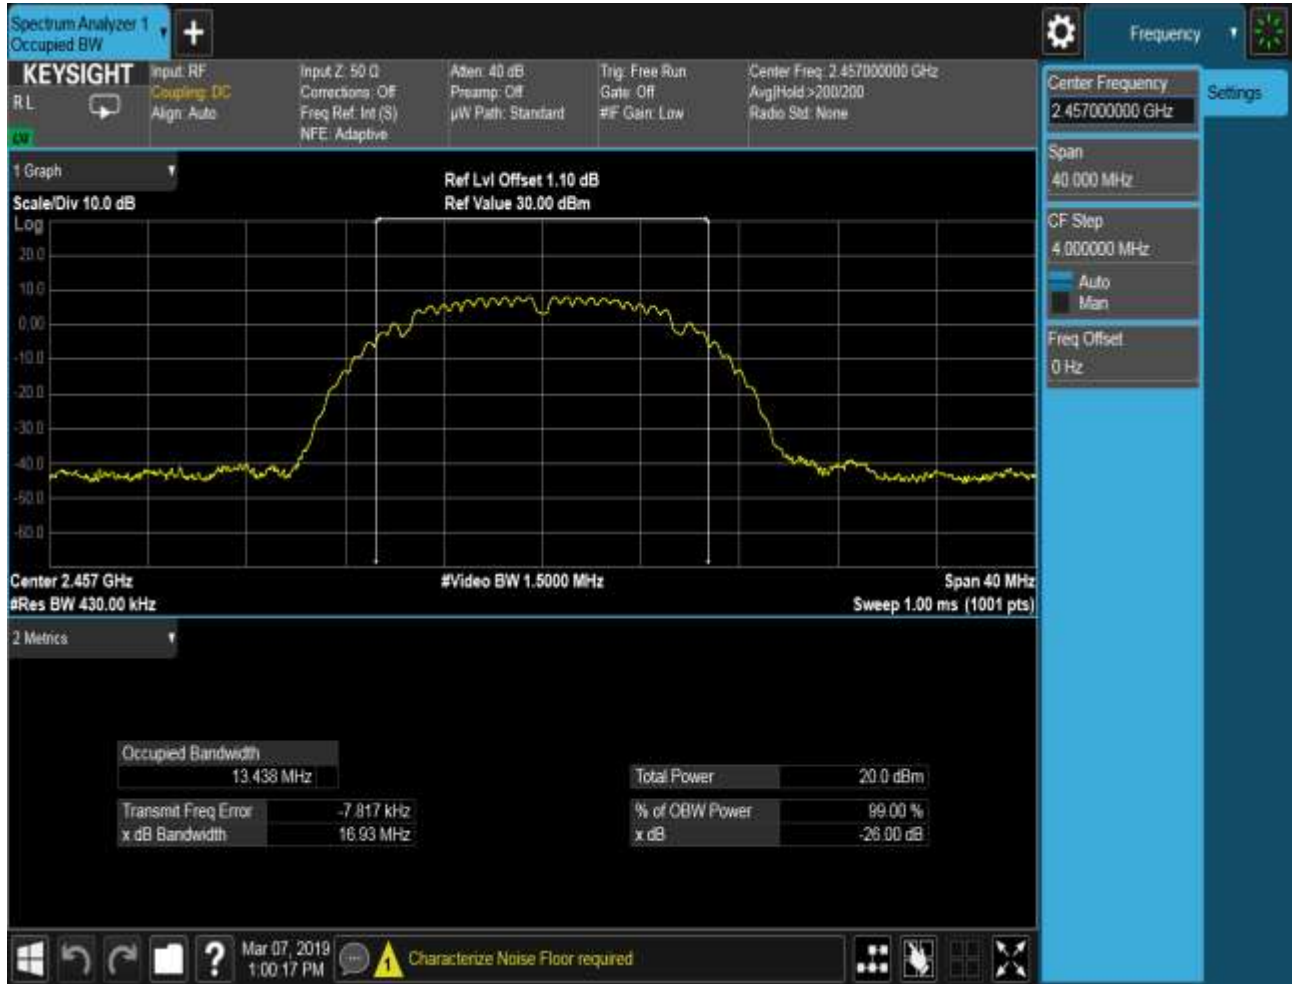 Spectrum Analyzer 1
Occupied BW
Frequency
KEYSIGHT
Input: RF
Input Z: 50 Ω
Atten: 40 dB
Trig: Free Run
Center Freq: 2.457000000 GHz
RL
Coupling: DC
Corrections: Off
Preamp: Off
Gate: Off
Avg|Hold:>200/200
Align: Auto
Freq Ref: Int (S)
µW Path: Standard
#IF Gain: Low
Radio Std: None
NFE: Adaptive
Center Frequency
2.457000000 GHz
Settings
Span
40.000 MHz
CF Step
4.000000 MHz
Auto
Man
Freq Offset
0 Hz
1 Graph
Ref Lvl Offset 1.10 dB
Scale/Div 10.0 dB
Ref Value 30.00 dBm
Log
20.0
10.0
0.00
-10.0
-20.0
-30.0
-40.0
-50.0
-60.0
Center 2.457 GHz
#Video BW 1.5000 MHz
Span 40 MHz
#Res BW 430.00 kHz
Sweep 1.00 ms (1001 pts)
2 Metrics
Occupied Bandwidth
13.438 MHz
Total Power
20.0 dBm
Transmit Freq Error
-7.817 kHz
% of OBW Power
99.00 %
x dB Bandwidth
16.93 MHz
x dB
-26.00 dB
?
Mar 07, 2019
1:00:17 PM
1
Characterize Noise Floor required